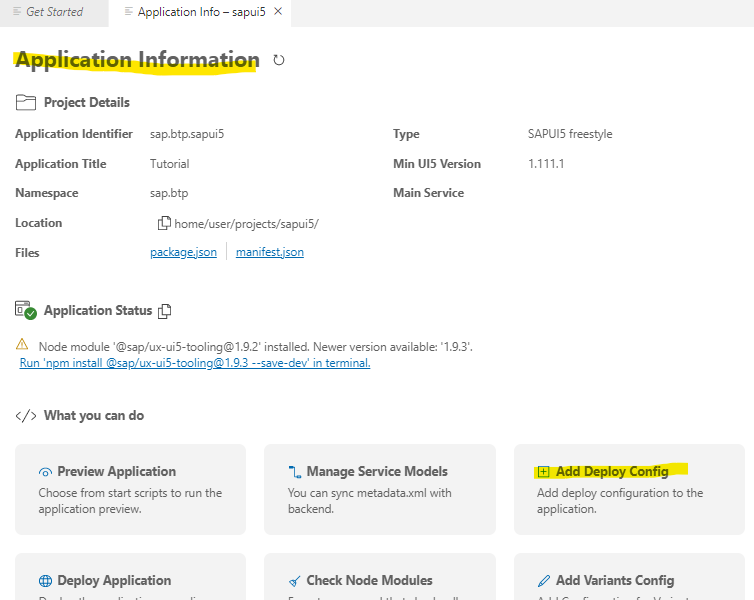 Get Started
Application Info – sapui5
Application Information
Project Details
Application Identifier sap.btp.sapui5 Type SAPUI5 freestyle
Application Title Tutorial Min UI5 Version 1.111.1
Namespace sap.btp Main Service
Location home/user/projects/sapui5/
Files package.json manifest.json
Application Status
Node module '@sap/ux-ui5-tooling@1.9.2' installed. Newer version available: '1.9.3'.
Run 'npm install @sap/ux-ui5-tooling@1.9.3 --save-dev' in terminal.
What you can do
Preview Application
Choose from start scripts to run the
application preview.
Manage Service Models
You can sync metadata.xml with
backend.
Add Deploy Config
Add deploy configuration to the
application.
Deploy Application
Check Node Modules
Add Variants Config